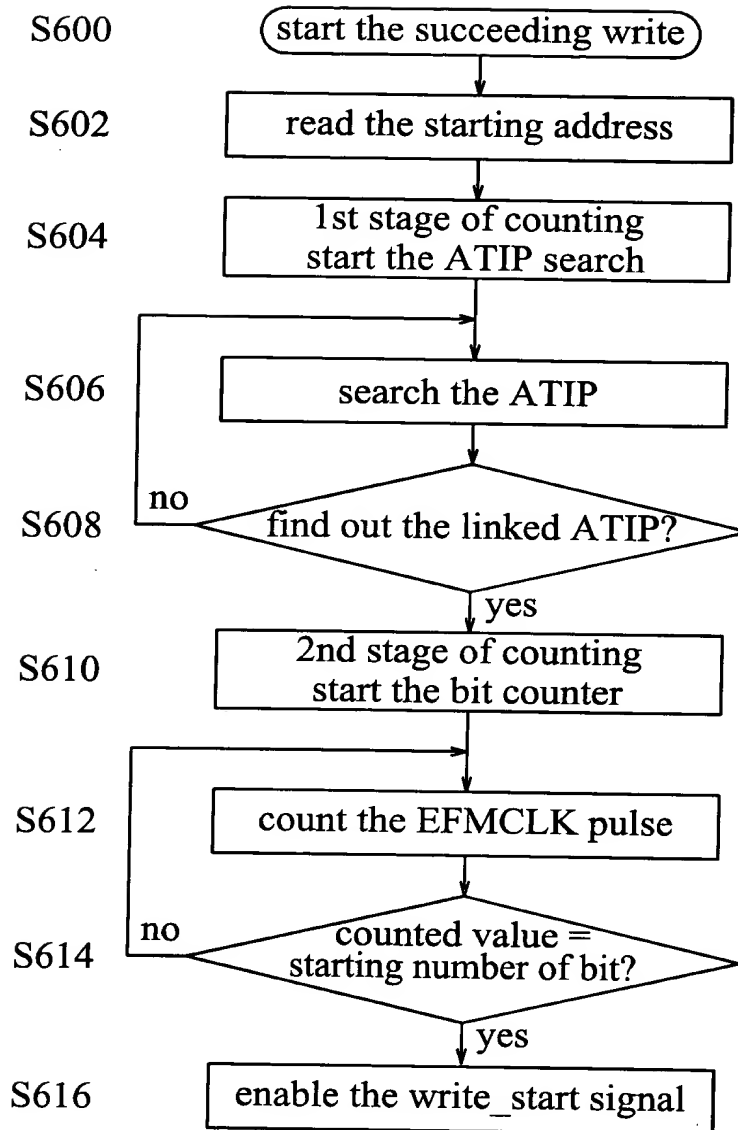 S600 start the succeeding write
S602 read the starting address
S604 1st stage of counting
start the ATIP search
S606 search the ATIP
no
S608 find out the linked ATIP?
yes
S610 2nd stage of counting
start the bit counter
S612 count the EFMCLK pulse
no
S614 counted value =
starting number of bit?
yes
S616 enable the write_start signal